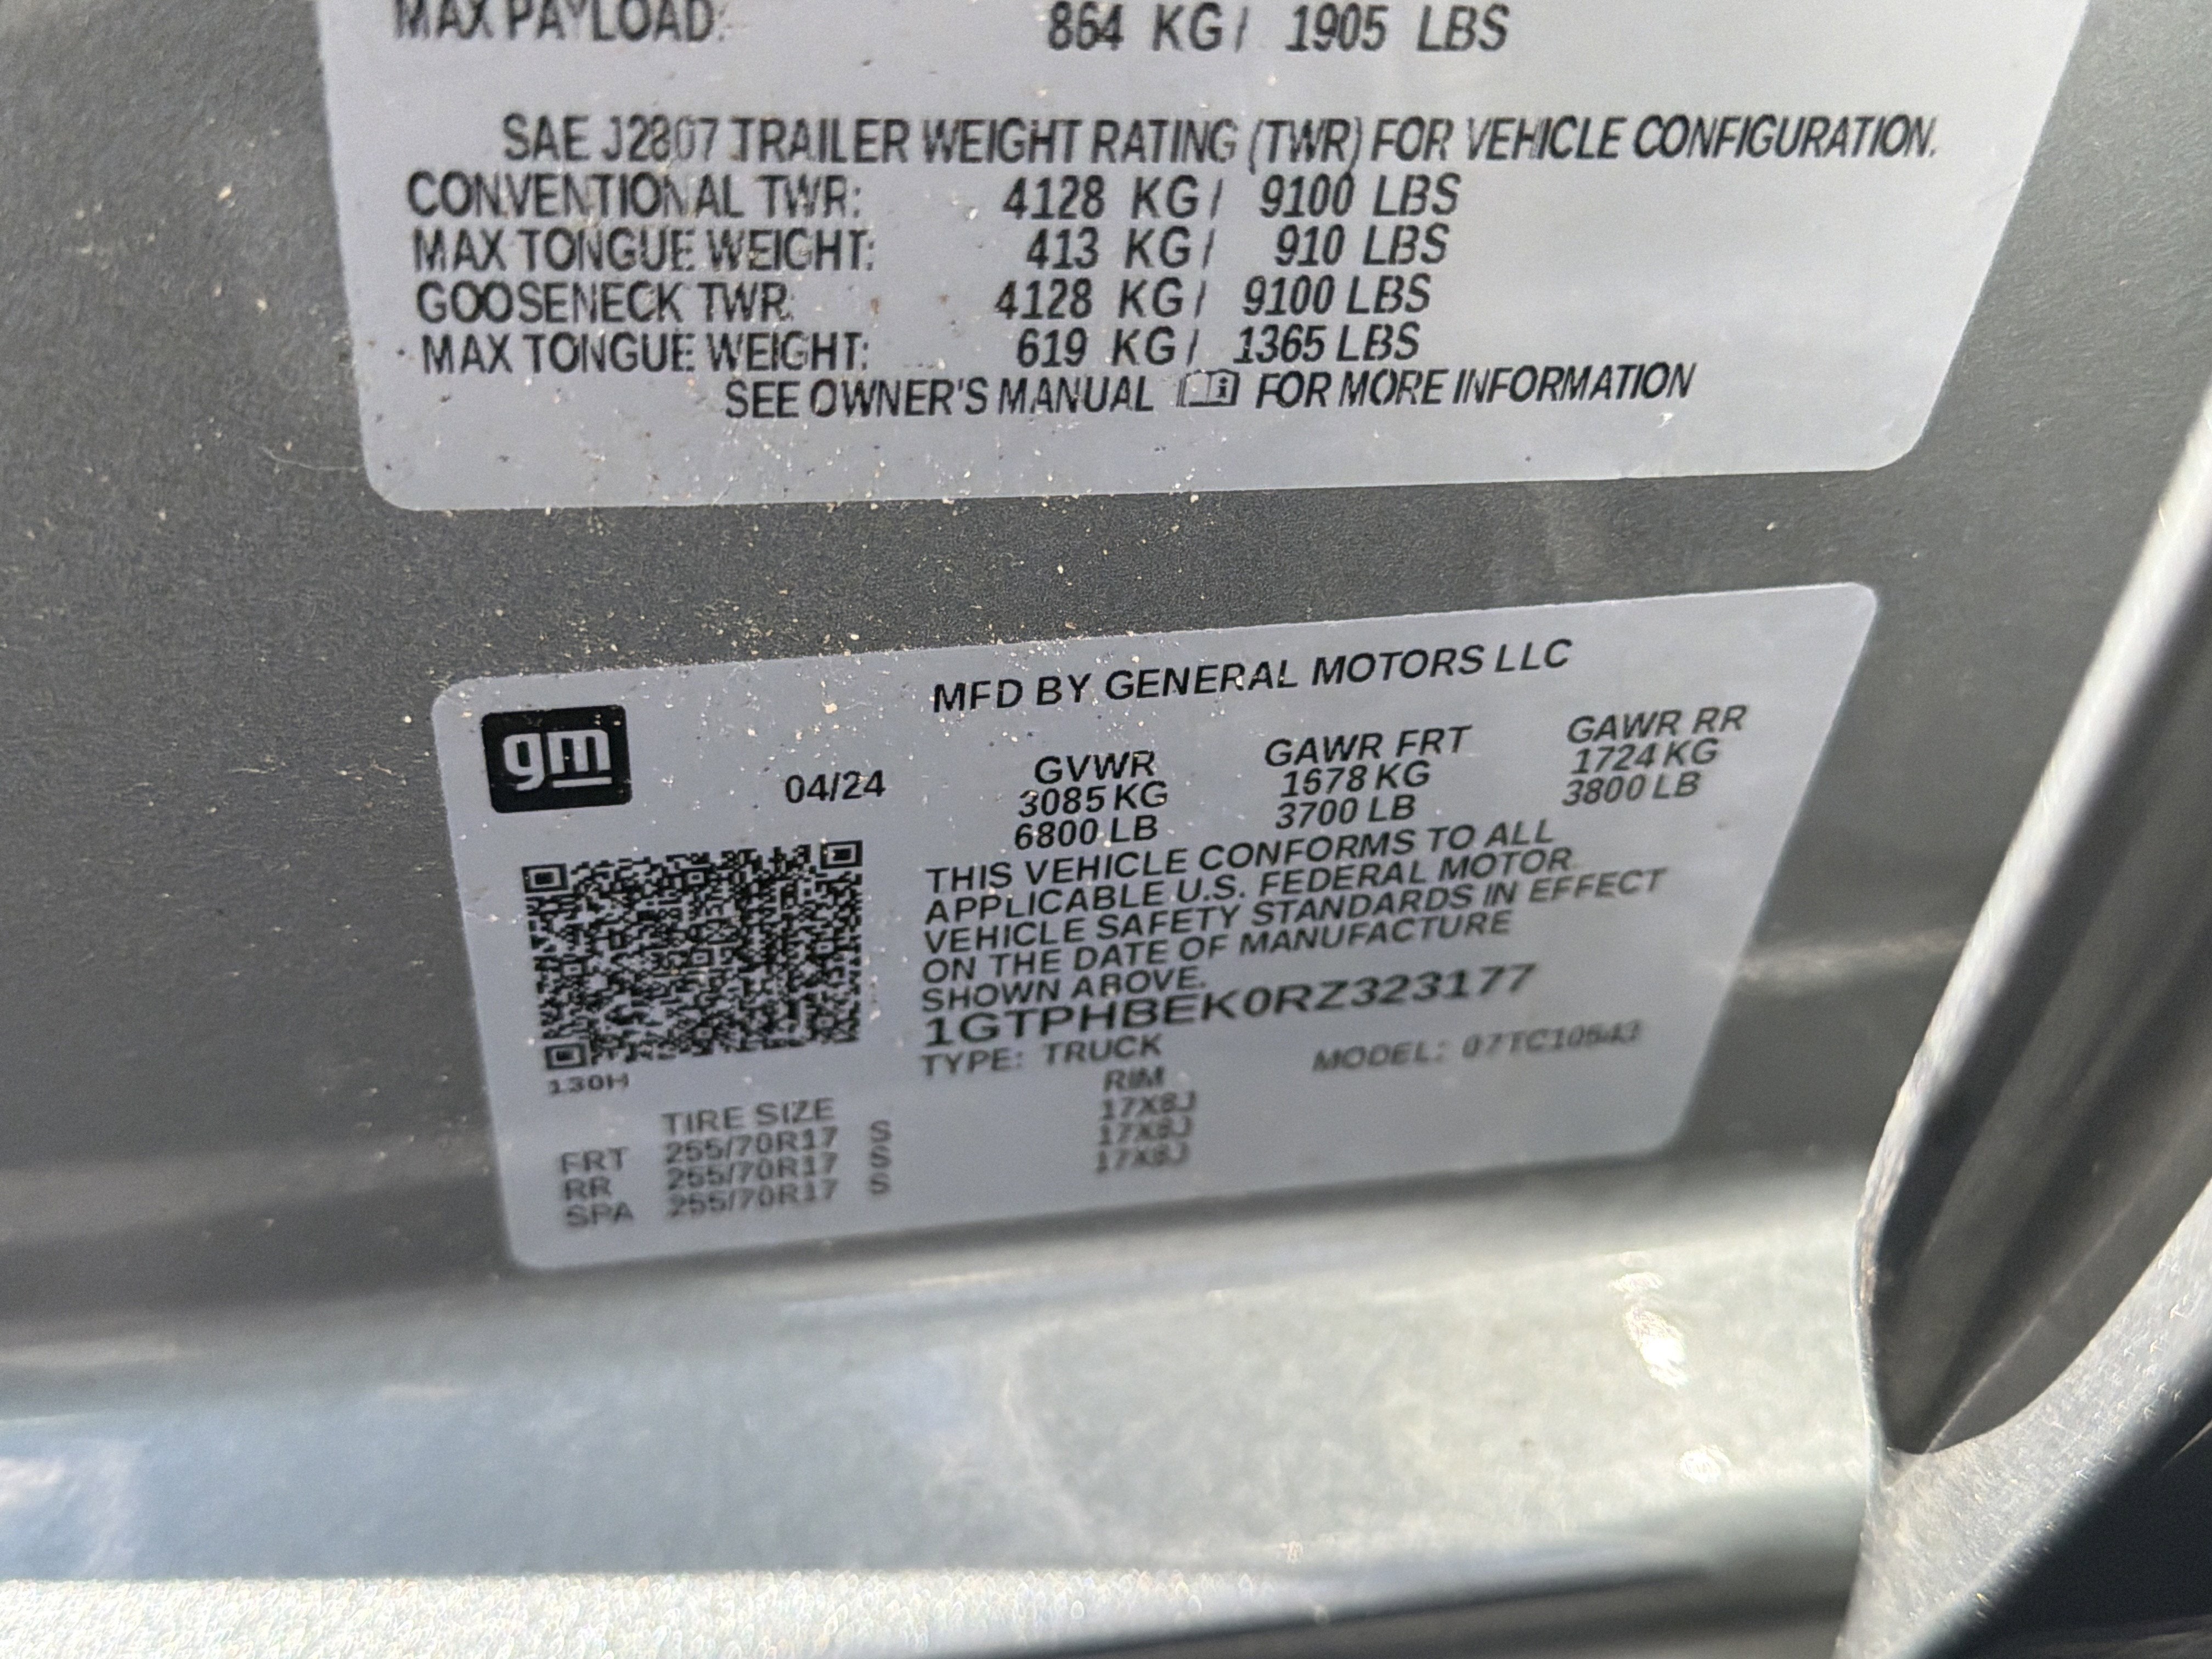 MAX PAYLOAD: 864 KG / 1905 LBS
SAE J2807 TRAILER WEIGHT RATING (TWR) FOR VEHICLE CONFIGURATION.
CONVENTIONAL TWR: 4128 KG / 9100 LBS
MAX TONGUE WEIGHT: 413 KG / 910 LBS
GOOSENECK TWR: 4128 KG / 9100 LBS
MAX TONGUE WEIGHT: 619 KG / 1365 LBS
SEE OWNER'S MANUAL FOR MORE INFORMATION
MFD BY GENERAL MOTORS LLC
gm
04/24
GVWR GAWR FRT GAWR RR
3085 KG 1678 KG 1724 KG
6800 LB 3700 LB 3800 LB
THIS VEHICLE CONFORMS TO ALL
APPLICABLE U.S. FEDERAL MOTOR
VEHICLE SAFETY STANDARDS IN EFFECT
ON THE DATE OF MANUFACTURE
SHOWN ABOVE.
1GTPHBEK0RZ323177
TYPE: TRUCK MODEL: 07TC10543
130H
TIRE SIZE RIM
FRT 255/70R17 S 17X8J
RR 255/70R17 S 17X8J
SPA 255/70R17 S 17X8J